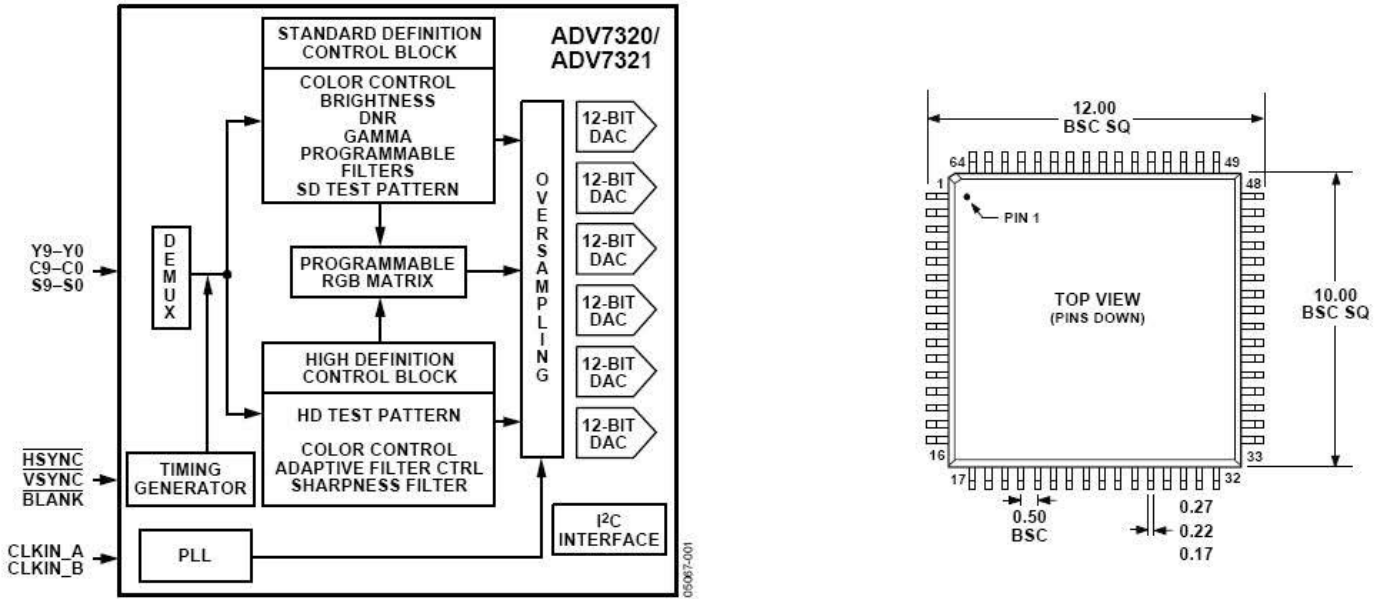 ADV7320/
ADV7321
STANDARD DEFINITION
CONTROL BLOCK
COLOR CONTROL
BRIGHTNESS
DNR
GAMMA
PROGRAMMABLE
FILTERS
SD TEST PATTERN
DEMUX
Y9–Y0
C9–C0
S9–S0
PROGRAMMABLE
RGB MATRIX
HIGH DEFINITION
CONTROL BLOCK
HD TEST PATTERN
COLOR CONTROL
ADAPTIVE FILTER CTRL
SHARPNESS FILTER
HSYNC
VSYNC
BLANK
TIMING
GENERATOR
CLKIN_A
CLKIN_B
PLL
OVERSAMPLING
12-BIT
DAC
12-BIT
DAC
12-BIT
DAC
12-BIT
DAC
12-BIT
DAC
12-BIT
DAC
I²C
INTERFACE
05067-001
12.00
BSC SQ
64
49
1
48
PIN 1
TOP VIEW
(PINS DOWN)
10.00
BSC SQ
16
33
17
32
0.50
BSC
0.27
0.22
0.17